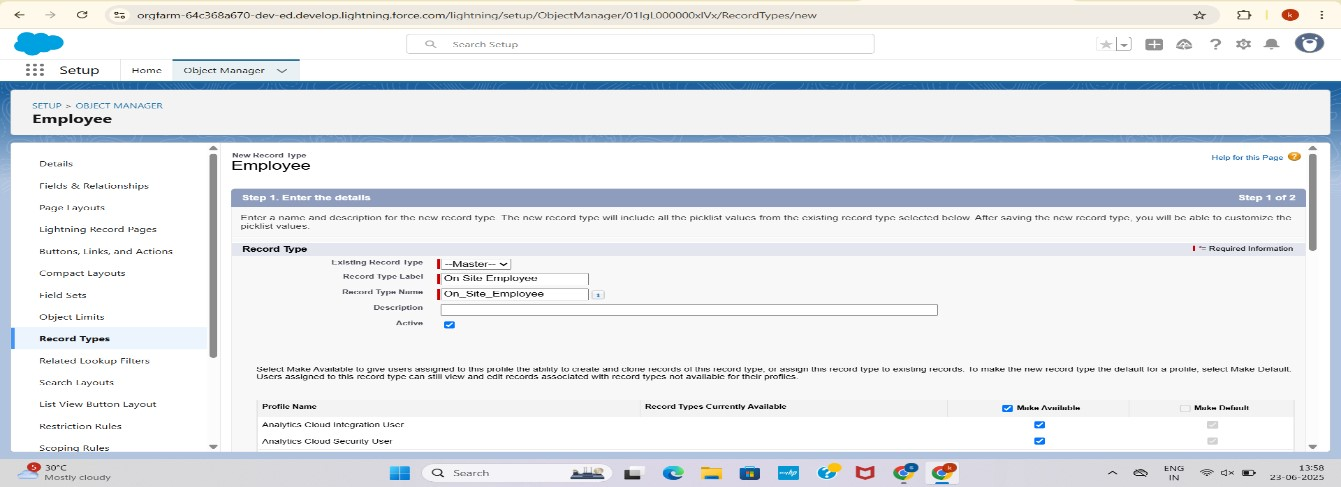 orgfarm-64c368a670-dev-ed.develop.lightning.force.com/lightning/setup/ObjectManager/01IgL000000xIVx/RecordTypes/new
k
Search Setup
Setup
Home
Object Manager
SETUP > OBJECT MANAGER
Employee
Details
Fields & Relationships
Page Layouts
Lightning Record Pages
Buttons, Links, and Actions
Compact Layouts
Field Sets
Object Limits
Record Types
Related Lookup Filters
Search Layouts
List View Button Layout
Restriction Rules
Scoping Rules
New Record Type
Employee
Help for this Page ?
Step 1. Enter the details
Step 1 of 2
Enter a name and description for the new record type. The new record type will include all the picklist values from the existing record type selected below. After saving the new record type, you will be able to customize the
picklist values.
Record Type
= Required Information
Existing Record Type --Master--
Record Type Label On Site Employee
Record Type Name On_Site_Employee i
Description
Active
Select Make Available to give users assigned to this profile the ability to create and clone records of this record type, or assign this record type to existing records. To make the new record type the default for a profile, select Make Default.
Users assigned to this record type can still view and edit records associated with record types not available for their profiles.
Profile Name Record Types Currently Available Make Available Make Default
Analytics Cloud Integration User
Analytics Cloud Security User
5
30°C
Mostly cloudy
Search
ENG
IN
13:58
23-06-2025